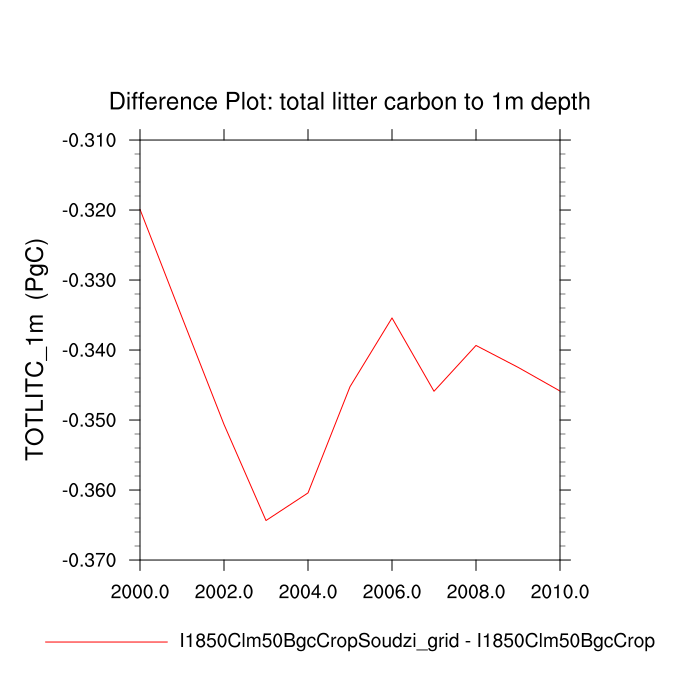 Difference Plot: total litter carbon to 1m depth
TOTLITC_1m (PgC)
-0.310
-0.320
-0.330
-0.340
-0.350
-0.360
-0.370
2000.0 2002.0 2004.0 2006.0 2008.0 2010.0
I1850Clm50BgcCropSoudzi_grid - I1850Clm50BgcCrop